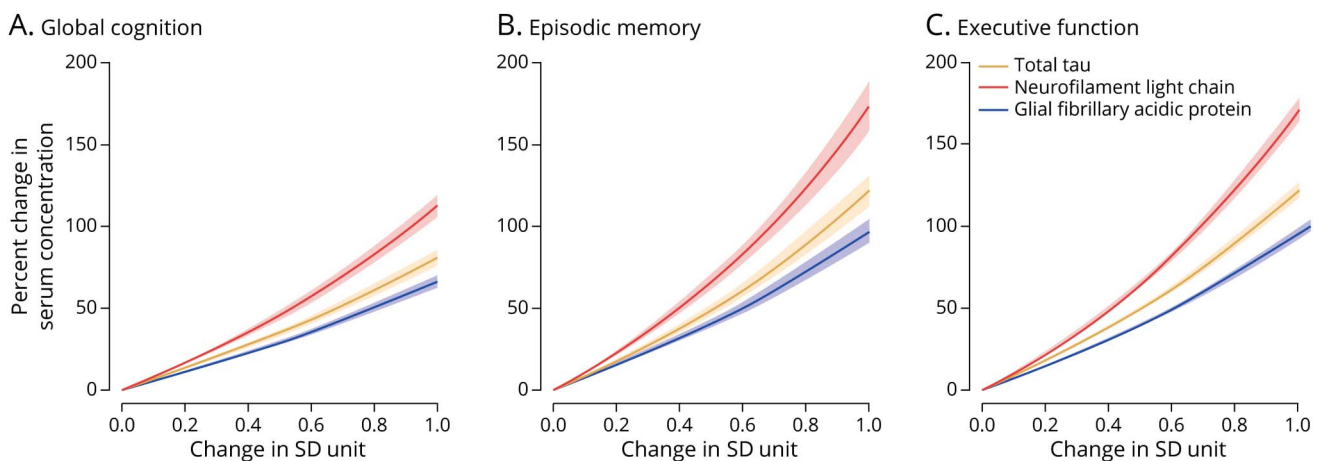 A. Global cognition
B. Episodic memory
C. Executive function
Percent change in
serum concentration
200
150
100
50
0
0.0 0.2 0.4 0.6 0.8 1.0
Change in SD unit
200
150
100
50
0
0.0 0.2 0.4 0.6 0.8 1.0
Change in SD unit
200
150
100
50
0
Total tau
Neurofilament light chain
Glial fibrillary acidic protein
0.0 0.2 0.4 0.6 0.8 1.0
Change in SD unit